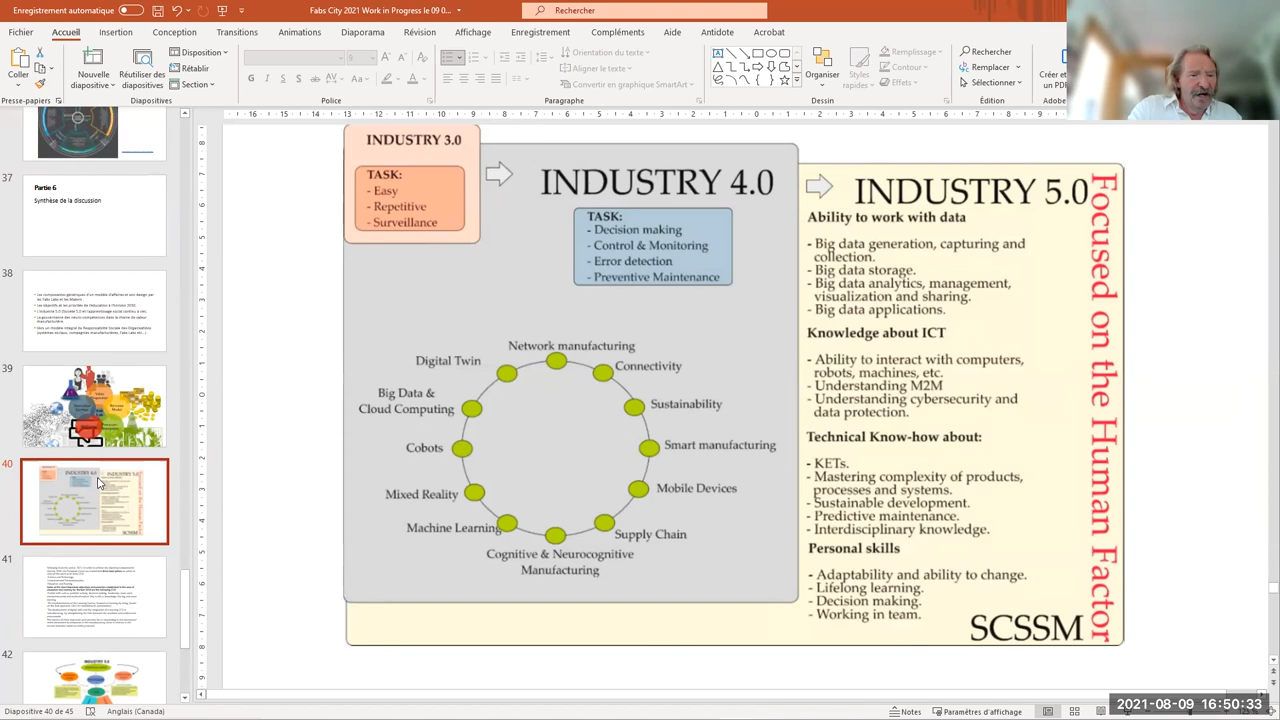 Enregistrement automatique
Fabs City 2021 Work in Progress le 09 0...
Rechercher
Fichier
Accueil
Insertion
Conception
Transitions
Animations
Diaporama
Révision
Affichage
Enregistrement
Compléments
Aide
Antidote
Acrobat
Coller
Nouvelle
diapositive
Réutiliser des
diapositives
Disposition
Rétablir
Section
Orientation du texte
Aligner le texte
Convertir en graphique SmartArt
Organiser
Styles
rapides
Remplissage
Contour
Effets
Rechercher
Remplacer
Sélectionner
Créer et
un PDF
Presse-papiers
Diapositives
Police
Paragraphe
Dessin
Édition
Adobe
37
Partie 6
Synthèse de la discussion
38
39
40
41
42
INDUSTRY 3.0
TASK:
- Easy
- Repetitive
- Surveillance
INDUSTRY 4.0
TASK:
- Decision making
- Control & Monitoring
- Error detection
- Preventive Maintenance
Network manufacturing
Digital Twin
Connectivity
Big Data &
Cloud Computing
Sustainability
Cobots
Smart manufacturing
Mixed Reality
Mobile Devices
Machine Learning
Supply Chain
Cognitive & Neurocognitive
Manufacturing
INDUSTRY 5.0
Ability to work with data
- Big data generation, capturing and
collection.
- Big data storage.
- Big data analytics, management,
visualization and sharing.
- Big data applications.
Knowledge about ICT
- Ability to interact with computers,
robots, machines, etc.
- Understanding M2M
- Understanding cybersecurity and
data protection.
Technical Know-how about:
- KETs.
- Mastering complexity of products,
processes and systems.
- Sustainable development.
- Predictive maintenance.
- Interdisciplinary knowledge.
Personal skills
- Adaptability and ability to change.
- Lifelong learning.
- Decision making.
- Working in team.
SCSSM
Focused on the Human Factor
Diapositive 40 de 45
Anglais (Canada)
Notes
Paramètres d'affichage
2021-08-09 16:50:33